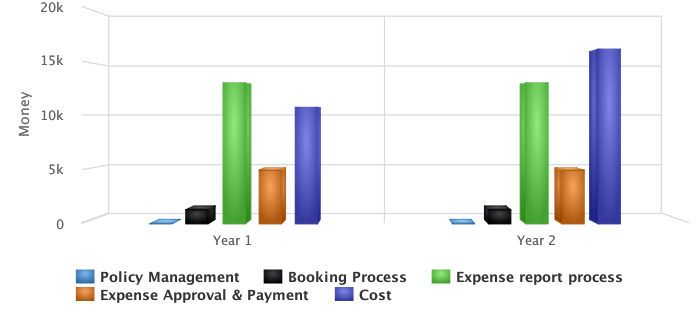 20k
15k
10k
5k
0
Money
Year 1 Year 2
Policy Management Booking Process Expense report process
Expense Approval & Payment Cost